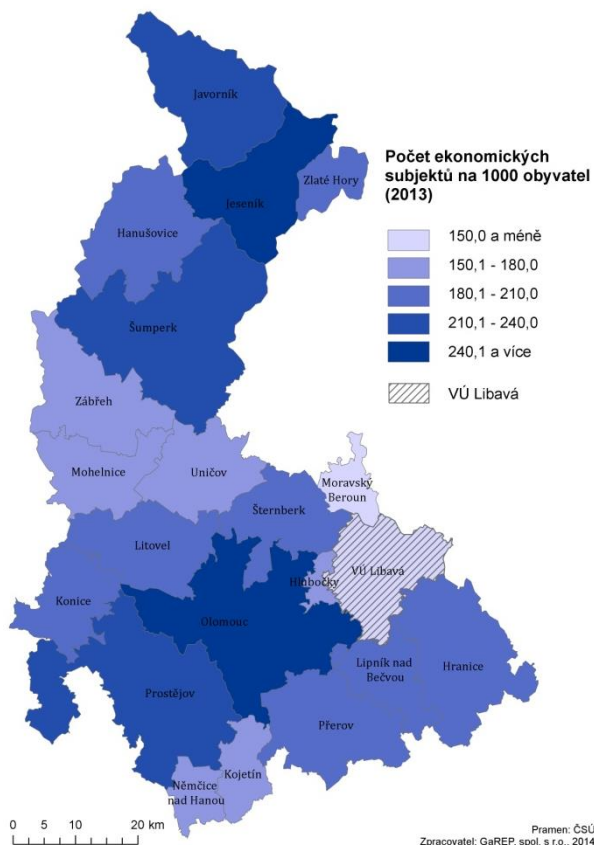 Javorník
Počet ekonomických
subjektů na 1000 obyvatel
(2013)
Zlaté Hory
Jeseník
Hanušovice
150,0 a méně
150,1 - 180,0
180,1 - 210,0
210,1 - 240,0
240,1 a více
VÚ Libavá
Šumperk
Zábřeh
Mohelnice
Uničov
Moravský
Beroun
Šternberk
Litovel
VÚ Libavá
Hlubočky
Konice
Olomouc
Lipník nad
Bečvou
Hranice
Prostějov
Přerov
Kojetín
Němčice
nad Hanou
0 5 10 20 km
Pramen: ČSÚ
Zpracovatel: GaREP, spol. s r.o., 2014